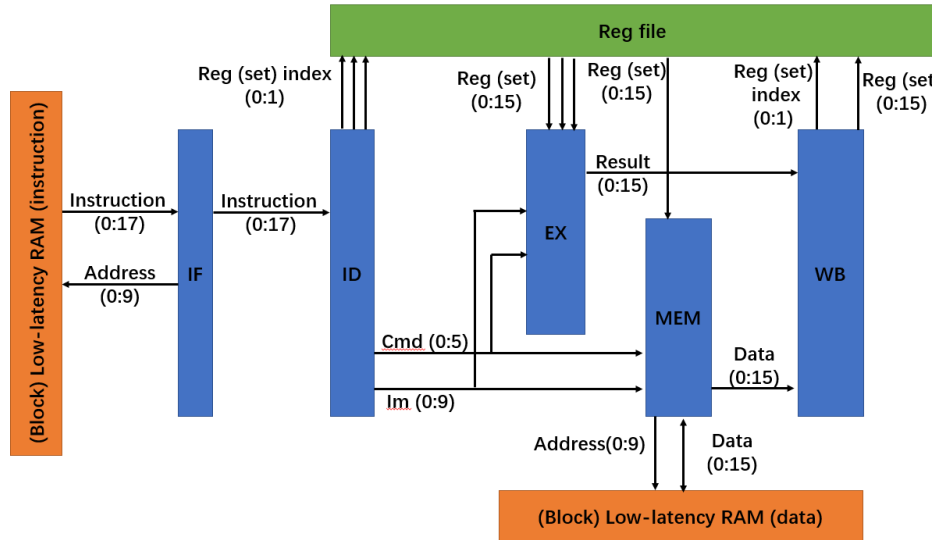 Reg file
Reg (set) index
(0:1)
Reg (set)
(0:15)
Reg (set)
(0:15)
Reg (set)
index
(0:1)
Reg (set)
(0:15)
(Block) Low-latency RAM (instruction)
Instruction
(0:17)
Address
(0:9)
IF
Instruction
(0:17)
ID
EX
Result
(0:15)
MEM
WB
Cmd (0:5)
Im (0:9)
Data
(0:15)
Address(0:9)
Data
(0:15)
(Block) Low-latency RAM (data)